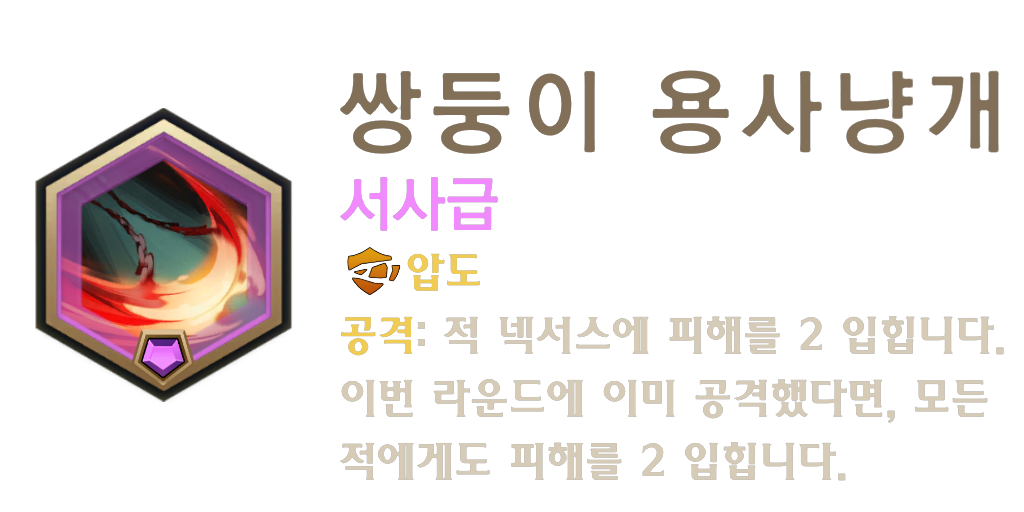 쌍둥이 용사냥개
서사급
압도
공격: 적 넥서스에 피해를 2 입힙니다.
이번 라운드에 이미 공격했다면, 모든
적에게도 피해를 2 입힙니다.